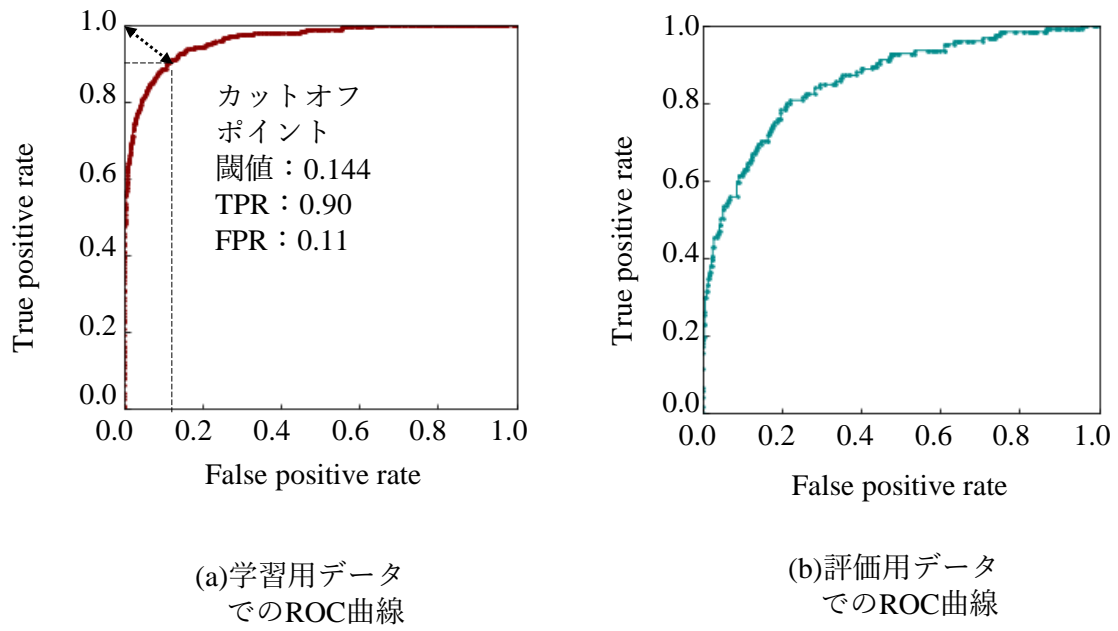 1.0
0.8
0.6
0.4
0.2
0.0
True positive rate
カットオフ
ポイント
閾値：0.144
TPR：0.90
FPR：0.11
0.0 0.2 0.4 0.6 0.8 1.0
False positive rate
(a)学習用データ
でのROC曲線
1.0
0.8
0.6
0.4
0.2
0.0
True positive rate
0.0 0.2 0.4 0.6 0.8 1.0
False positive rate
(b)評価用データ
でのROC曲線